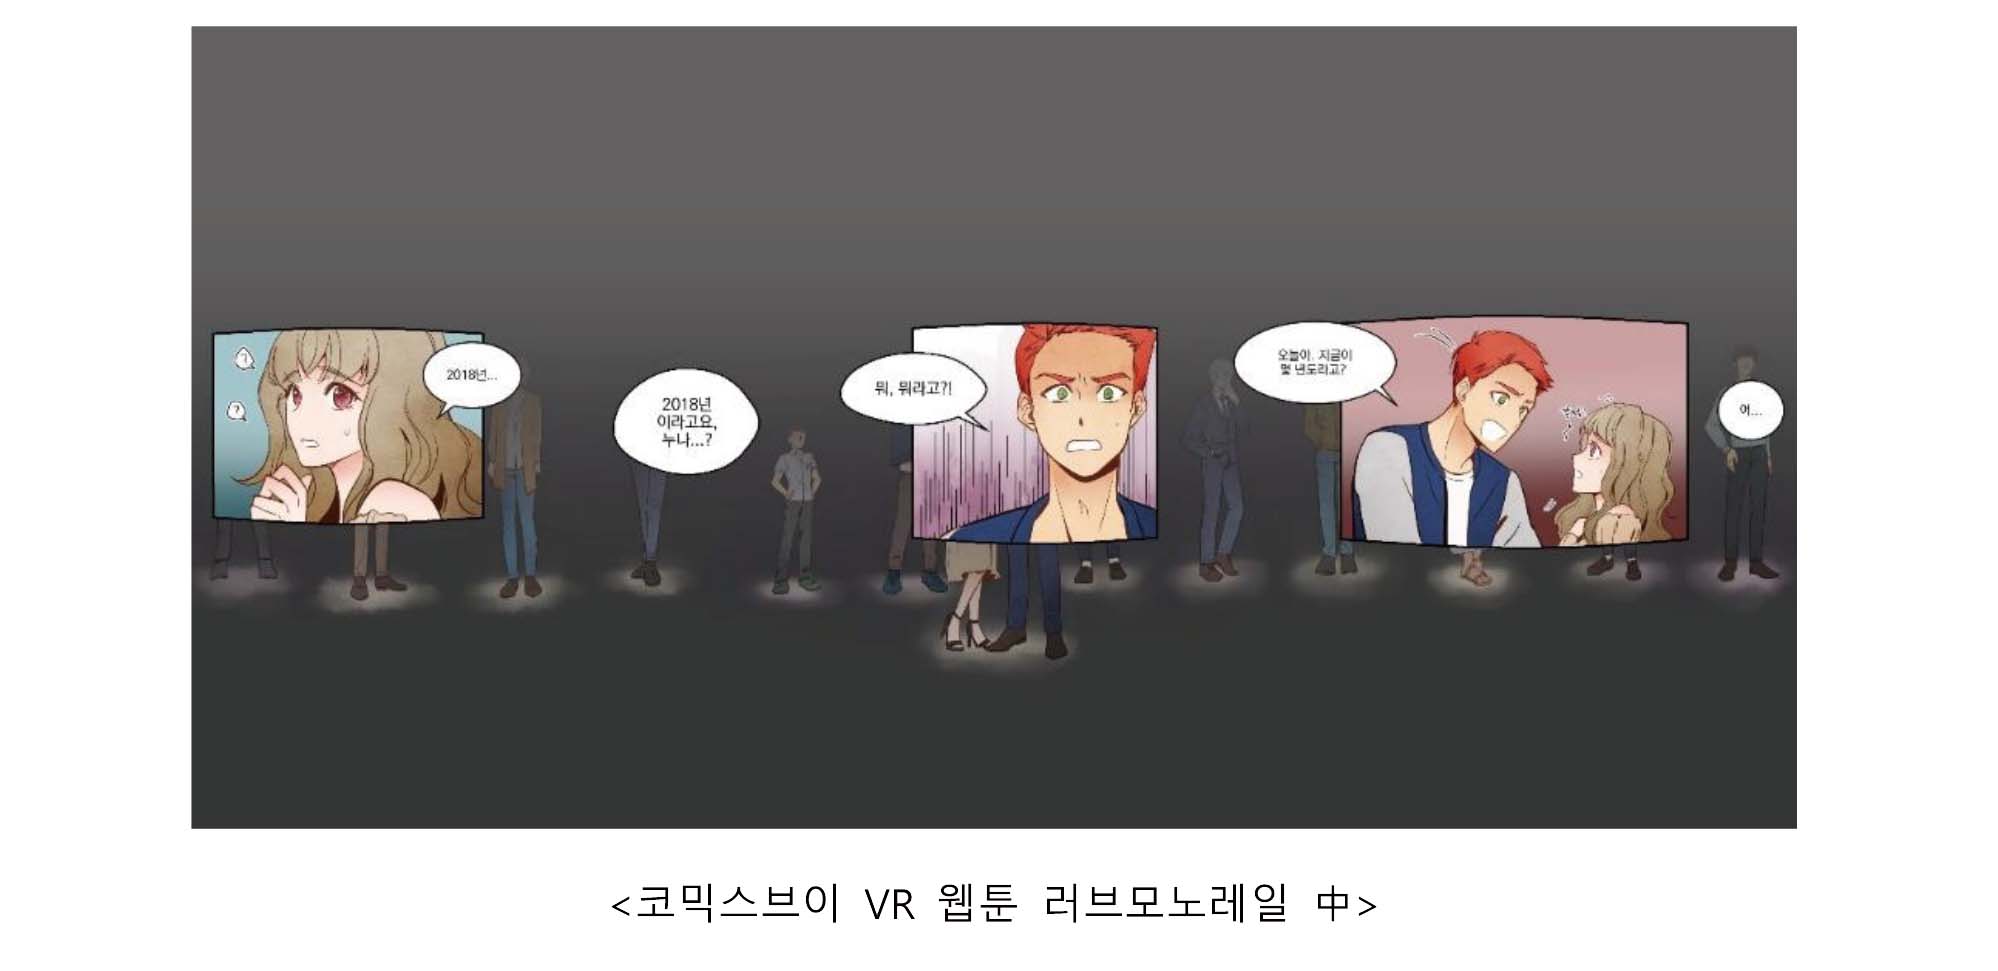 ?
?
2018년...
2018년
이라고요,
누나...?
뭐, 뭐라고?!
오늘이, 지금이
몇 년도라고?
어...
<코믹스브이 VR 웹툰 러브모노레일 中>